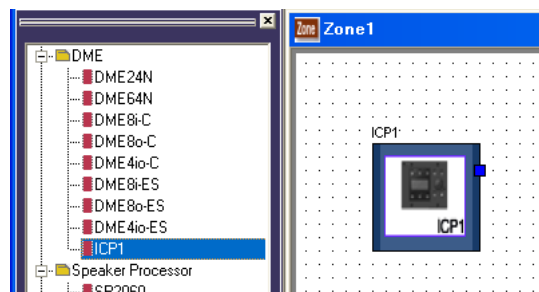 DME
DME24N
DME64N
DME8i-C
DME8o-C
DME4io-C
DME8i-ES
DME8o-ES
DME4io-ES
ICP1
Speaker Processor
SP2060
Zone Zone1
ICP1
ICP1